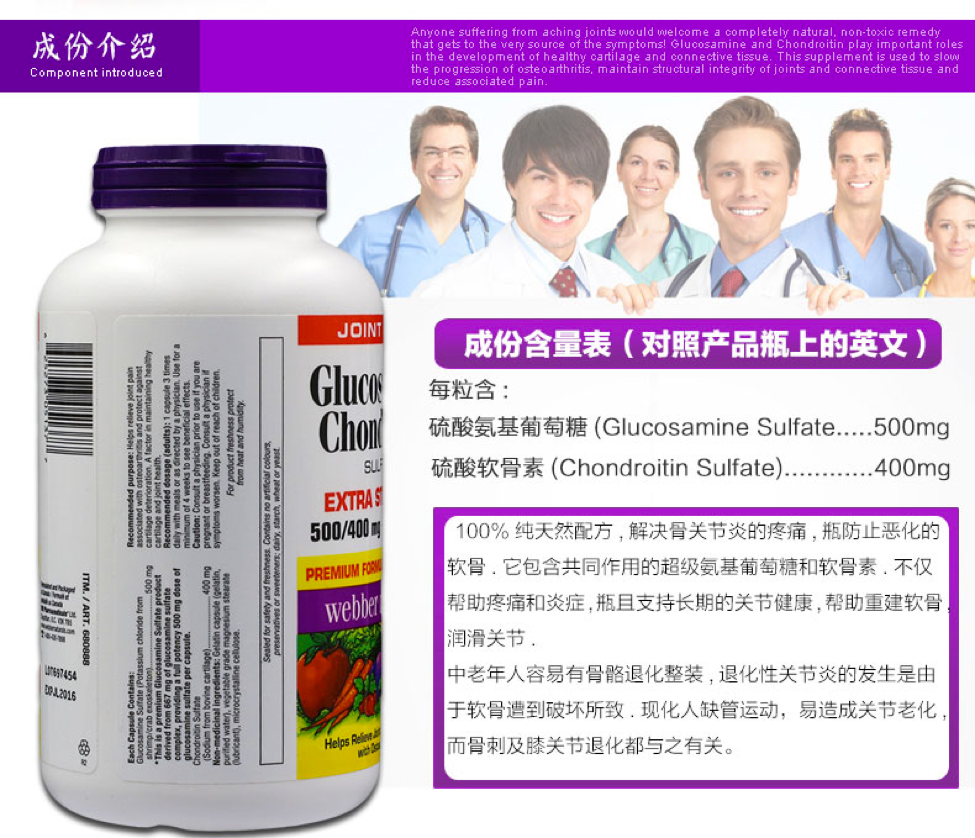 成份介绍
Component introduced
Anyone suffering from aching joints would welcome a completely natural, non-toxic remedy
that gets to the very source of the symptoms! Glucosamine and Chondroitin play important roles
in the development of healthy cartilage and connective tissue. This supplement is used to slow
the progression of osteoarthritis, maintain structural integrity of joints and connective tissue and
reduce associated pain.
成份含量表（对照产品瓶上的英文）
每粒含：
硫酸氨基葡萄糖 (Glucosamine Sulfate.....500mg
硫酸软骨素 (Chondroitin Sulfate)............400mg
100% 纯天然配方 , 解决骨关节炎的疼痛 , 瓶防止恶化的
软骨 . 它包含共同作用的超级氨基葡萄糖和软骨素 . 不仅
帮助疼痛和炎症 , 瓶且支持长期的关节健康 , 帮助重建软骨,
润滑关节 .
中老年人容易有骨骼退化整装 , 退化性关节炎的发生是由
于软骨遭到破坏所致 . 现化人缺管运动，易造成关节老化 ,
而骨刺及膝关节退化都与之有关。
JOINT
Glucos
Chon
SULF
EXTRA S
500/400 mg
PREMIUM FORMU
webber
Helps Relieve
with Oste
Recommended purpose: Helps relieve joint pain
associated with osteoarthritis and protect against
cartilage deterioration. A factor in maintaining healthy
cartilage and joint health.
Recommended dosage (adults): 1 capsule 3 times
daily with meals or as directed by a physician. Use for a
minimum of 4 weeks to see beneficial effects.
Caution: Consult a physician prior to use if you are
pregnant or breastfeeding. Consult a physician if
symptoms worsen. Keep out of reach of children.
For product freshness protect
from heat and humidity.
Sealed for safety and freshness. Contains no artificial colours,
preservatives or sweeteners; dairy, starch, wheat or yeast.
Each Capsule Contains:
Glucosamine Sulfate (Potassium chloride from
shrimp/crab exoskeleton)..........500 mg
*This is a premium Glucosamine Sulfate product
derived from 667 mg of glucosamine sulfate
complex, providing a full potency 500 mg dose of
glucosamine sulfate per capsule.
Chondroitin Sulfate
(Sodium from bovine cartilage)..........400 mg
Non-medicinal ingredients: Gelatin capsule (gelatin,
purified water), vegetable grade magnesium stearate
(lubricant), microcrystalline cellulose.
ITM. / ART. 680888
L07697454
EXP JL 2016